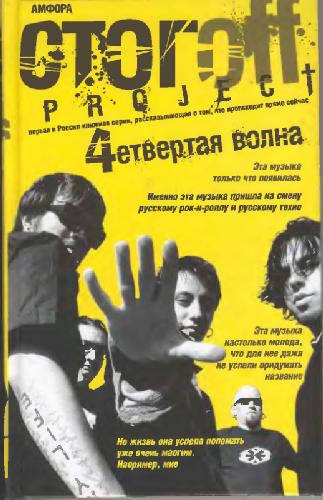 АМФОРА
стогoff
PROJECT
первая в России книжная серия, рассказывающая о том, что происходит прямо сейчас
4етвертая волна
Эта музыка
только что появилась
Именно эта музыка пришла на смену
русскому рок-н-роллу и русскому техно
Эта музыка
настолько молода,
что для нее даже
не успели придумать
название
Но жизнь она успела поломать
уже очень многим.
Например, мне